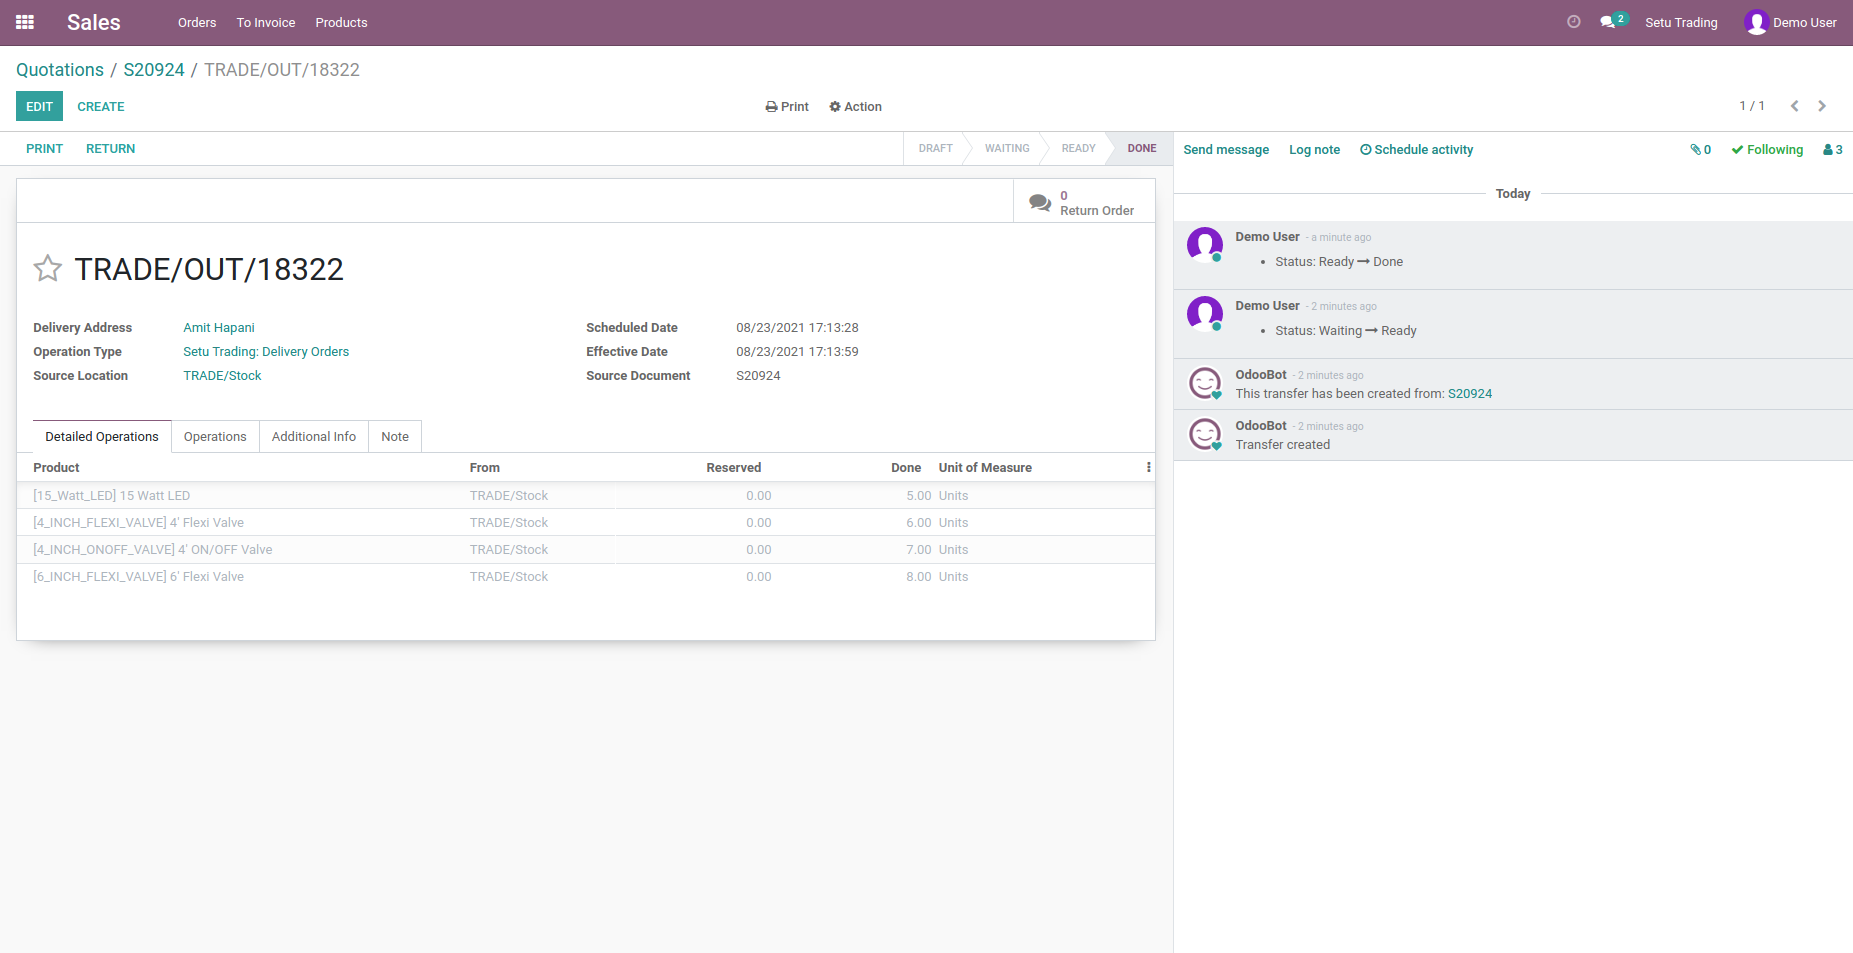 Sales Orders To Invoice Products 2 Setu Trading Demo User
Quotations / S20924 / TRADE/OUT/18322
EDIT CREATE Print Action 1 / 1
PRINT RETURN DRAFT WAITING READY DONE
Send message Log note Schedule activity 0 Following 3
0
Return Order
TRADE/OUT/18322
Delivery Address Amit Hapani
Operation Type Setu Trading: Delivery Orders
Source Location TRADE/Stock
Scheduled Date 08/23/2021 17:13:28
Effective Date 08/23/2021 17:13:59
Source Document S20924
Detailed Operations Operations Additional Info Note
Product From Reserved Done Unit of Measure
[15_Watt_LED] 15 Watt LED TRADE/Stock 0.00 5.00 Units
[4_INCH_FLEXI_VALVE] 4' Flexi Valve TRADE/Stock 0.00 6.00 Units
[4_INCH_ONOFF_VALVE] 4' ON/OFF Valve TRADE/Stock 0.00 7.00 Units
[6_INCH_FLEXI_VALVE] 6' Flexi Valve TRADE/Stock 0.00 8.00 Units
Today
Demo User - a minute ago
• Status: Ready → Done
Demo User - 2 minutes ago
• Status: Waiting → Ready
OdooBot - 2 minutes ago
This transfer has been created from: S20924
OdooBot - 2 minutes ago
Transfer created